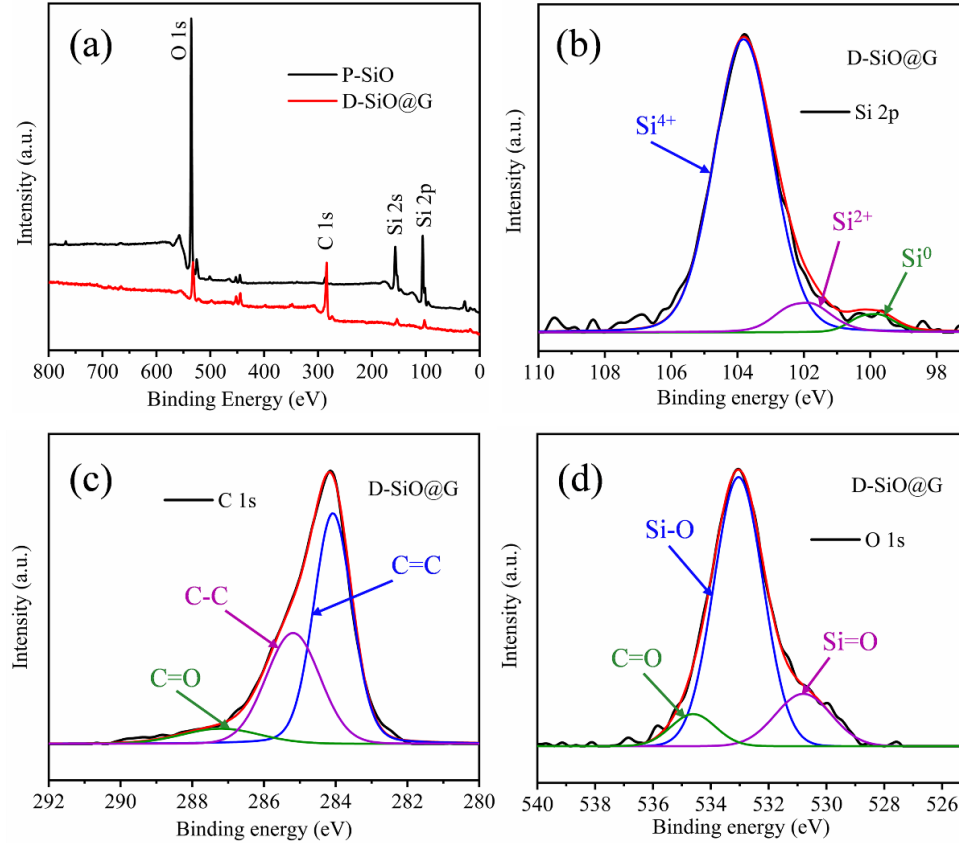 (a)
O 1s
P-SiO
D-SiO@G
C 1s
Si 2s
Si 2p
Intensity (a.u.)
800 700 600 500 400 300 200 100 0
Binding Energy (eV)
(b)
D-SiO@G
Si 2p
Si⁴⁺
Si²⁺
Si⁰
Intensity (a.u.)
110 108 106 104 102 100 98
Binding energy (eV)
(c)
D-SiO@G
C 1s
C=C
C-C
C=O
Intensity (a.u.)
292 290 288 286 284 282 280
Binding energy (eV)
(d)
D-SiO@G
O 1s
Si-O
C=O
Si=O
Intensity (a.u.)
540 538 536 534 532 530 528 526
Binding energy (eV)